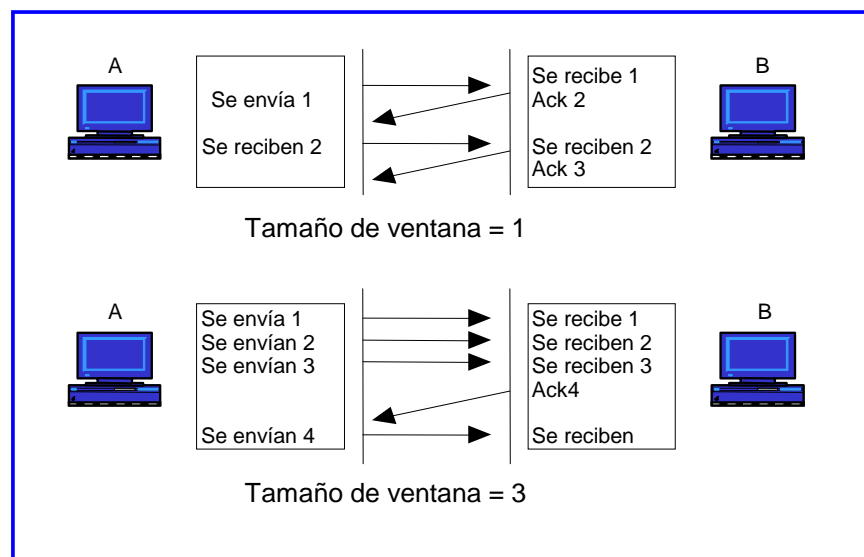 A
B
Se envía 1
Se reciben 2
Se recibe 1
Ack 2
Se reciben 2
Ack 3
Tamaño de ventana = 1
A
B
Se envía 1
Se envían 2
Se envían 3
Se envían 4
Se recibe 1
Se reciben 2
Se reciben 3
Ack4
Se reciben
Tamaño de ventana = 3